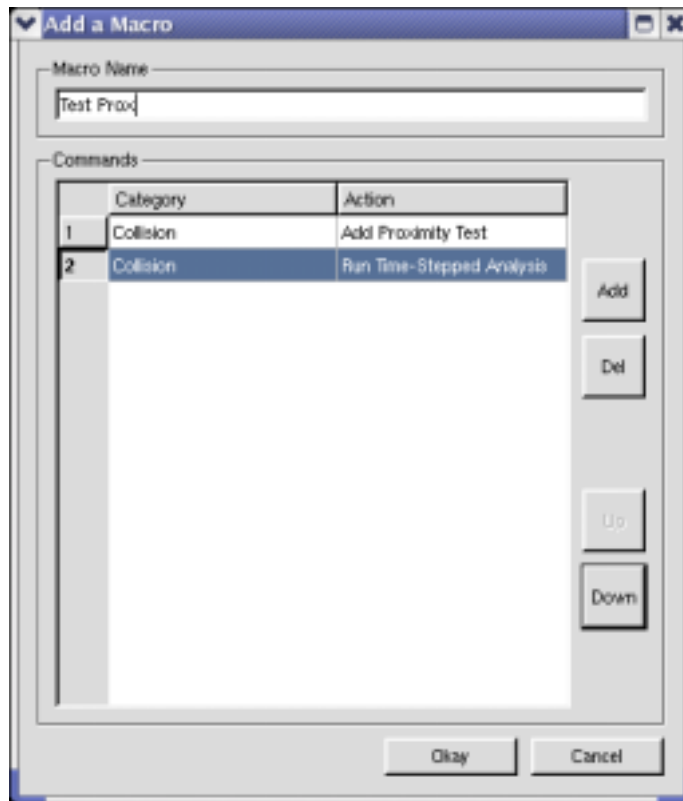 Add a Macro
Macro Name
Test Prox
Commands
Category Action
1 Collision Add Proximity Test
2 Collision Run Time-Stepped Analysis
Add
Del
Up
Down
Okay Cancel